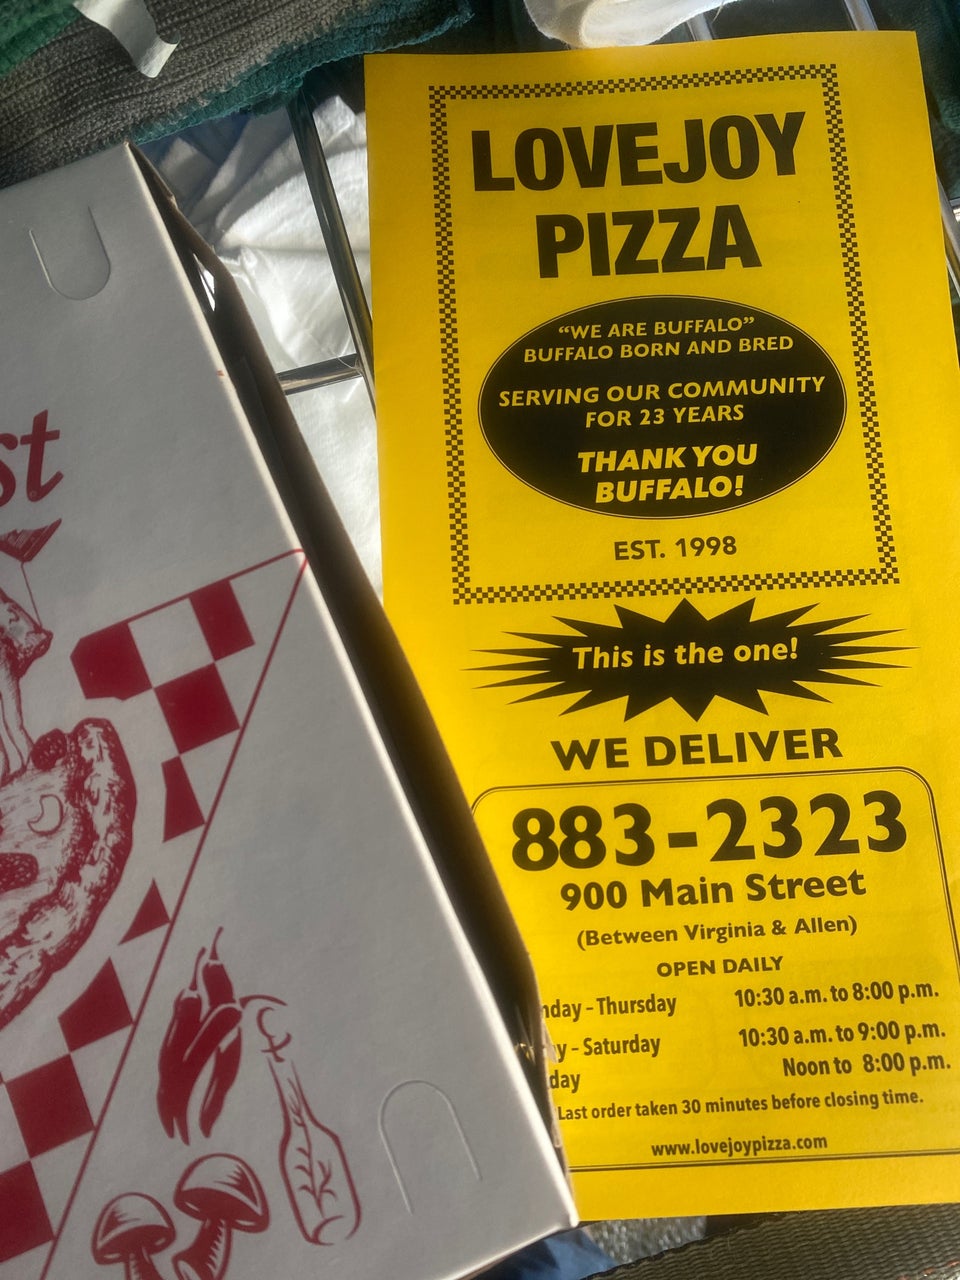 LOVEJOY
PIZZA
“WE ARE BUFFALO”
BUFFALO BORN AND BRED
SERVING OUR COMMUNITY
FOR 23 YEARS
THANK YOU
BUFFALO!
EST. 1998
This is the one!
WE DELIVER
883-2323
900 Main Street
(Between Virginia & Allen)
OPEN DAILY
nday – Thursday 10:30 a.m. to 8:00 p.m.
y – Saturday 10:30 a.m. to 9:00 p.m.
day Noon to 8:00 p.m.
Last order taken 30 minutes before closing time.
www.lovejoypizza.com
st